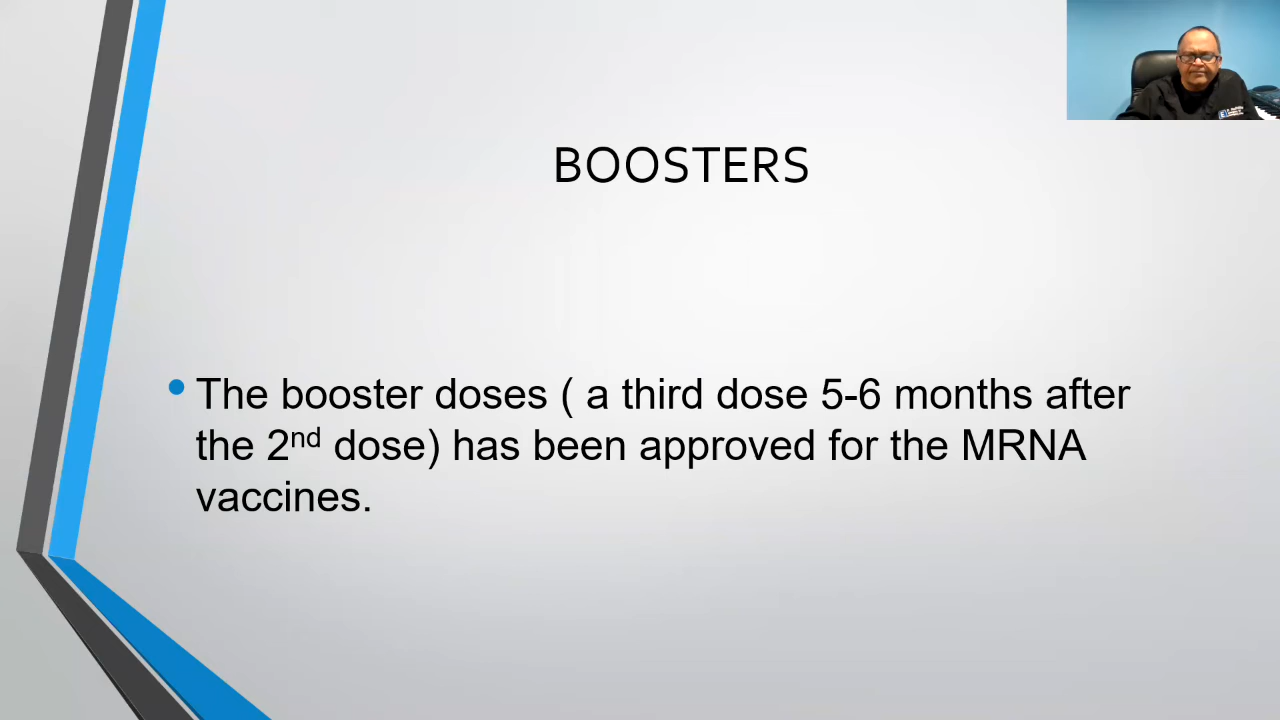 BOOSTERS
The booster doses ( a third dose 5-6 months after
the 2nd dose) has been approved for the MRNA
vaccines.